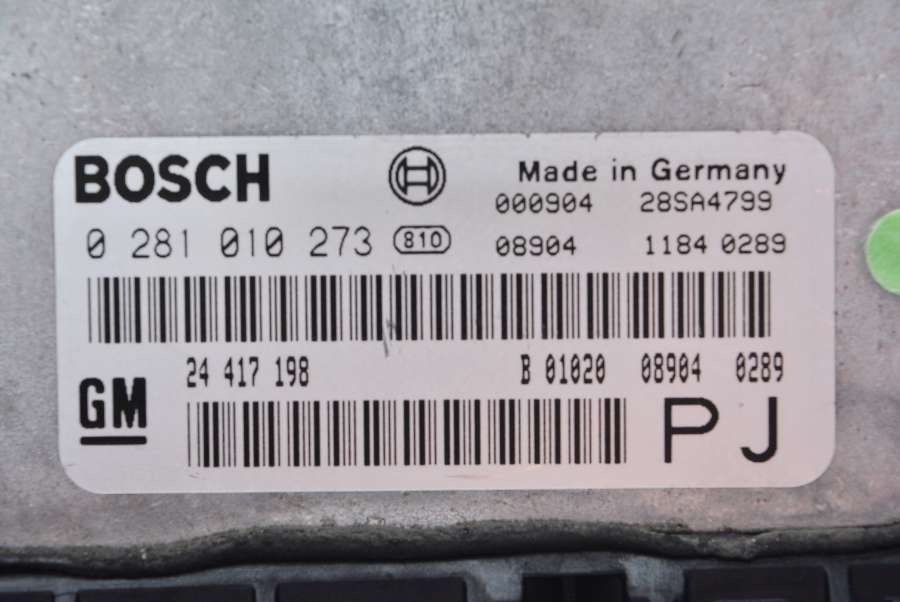 BOSCH Made in Germany
000904 28SA4799
0 281 010 273 810 08904 1184 0289
24 417 198 B 01020 08904 0289
GM PJ